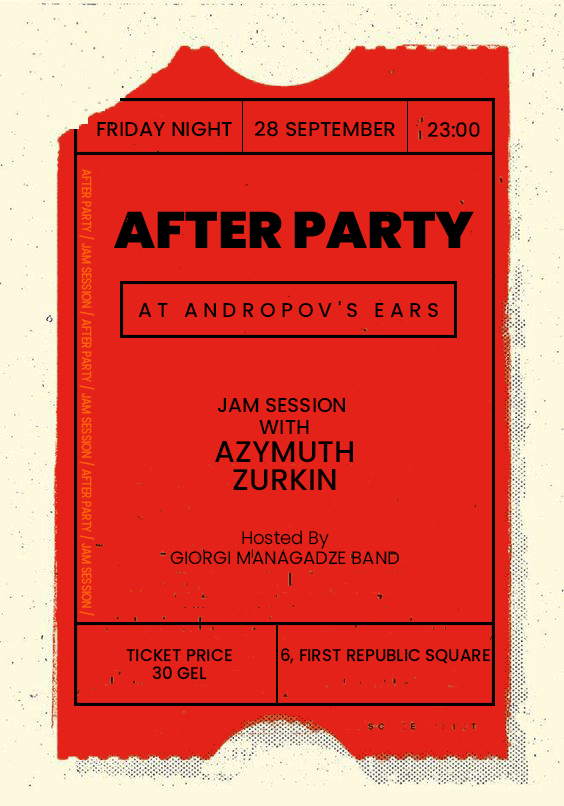 FRIDAY NIGHT
28 SEPTEMBER
23:00
AFTER PARTY
AT ANDROPOV'S EARS
JAM SESSION
WITH
AZYMUTH
ZURKIN
Hosted By
GIORGI MANAGADZE BAND
AFTER PARTY / JAM SESSION / AFTER PARTY / JAM SESSION / AFTER PARTY / JAM SESSION /
TICKET PRICE
30 GEL
6, FIRST REPUBLIC SQUARE